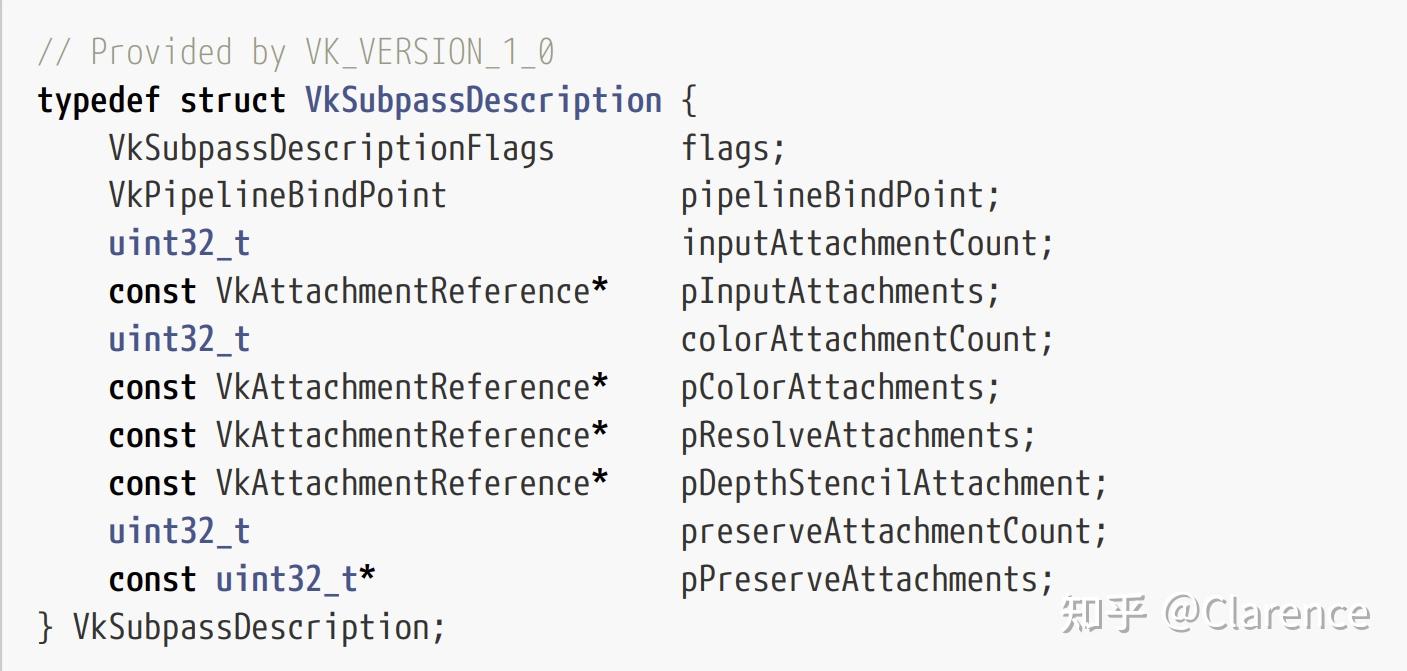 // Provided by VK_VERSION_1_0
typedef struct VkSubpassDescription {
    VkSubpassDescriptionFlags       flags;
    VkPipelineBindPoint             pipelineBindPoint;
    uint32_t                        inputAttachmentCount;
    const VkAttachmentReference*    pInputAttachments;
    uint32_t                        colorAttachmentCount;
    const VkAttachmentReference*    pColorAttachments;
    const VkAttachmentReference*    pResolveAttachments;
    const VkAttachmentReference*    pDepthStencilAttachment;
    uint32_t                        preserveAttachmentCount;
    const uint32_t*                 pPreserveAttachments;
} VkSubpassDescription;
知乎 @Clarence